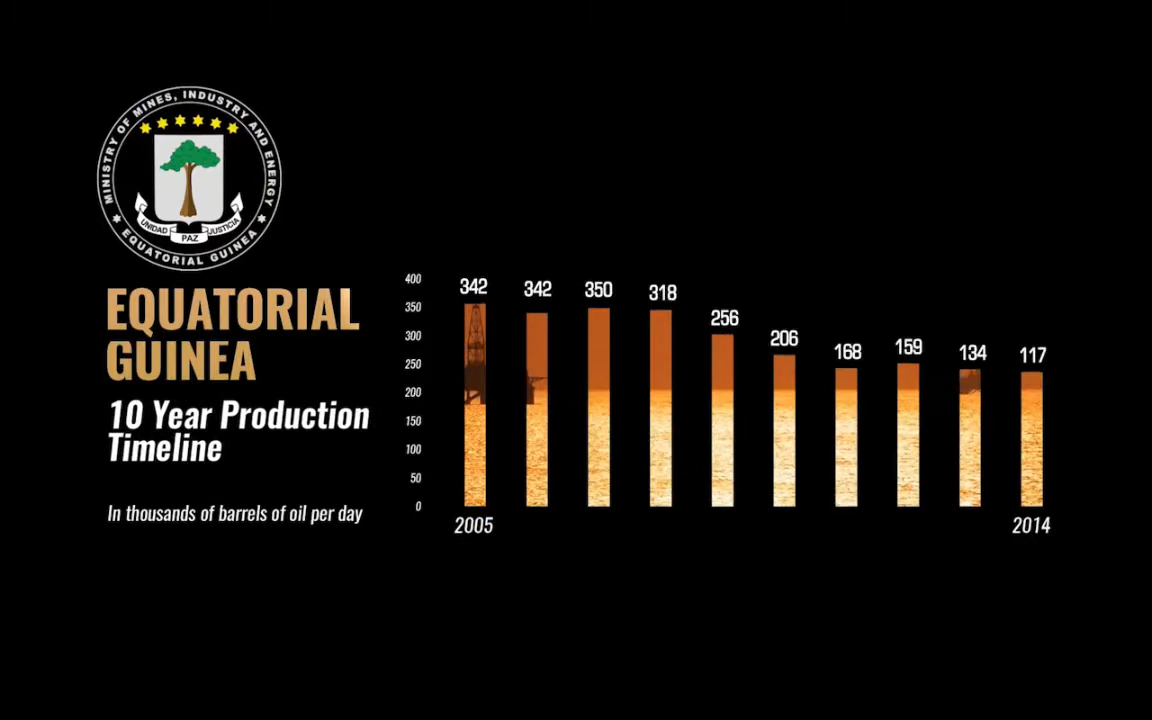 MINISTRY OF MINES, INDUSTRY AND ENERGY
UNIDAD PAZ JUSTICIA
EQUATORIAL GUINEA
EQUATORIAL
GUINEA
10 Year Production
Timeline
In thousands of barrels of oil per day
400
350
300
250
200
150
100
50
0
342 342 350 318 256 206 168 159 134 117
2005 2014